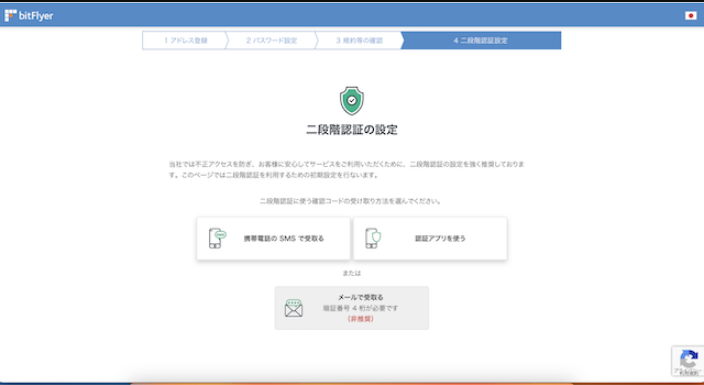 bitFlyer
1 アドレス登録
2 パスワード設定
3 規約等の確認
4 二段階認証設定
二段階認証の設定
当社では不正アクセスを防ぎ、お客様に安心してサービスをご利用いただくために、二段階認証の設定を強く推奨しておりま
す。このページでは二段階認証を利用するための初期設定を行ないます。
二段階認証に使う確認コードの受け取り方法を選んでください。
SMS
携帯電話の SMS で受取る
認証アプリを使う
または
メールで受取る
暗証番号 4 桁が必要です
(非推奨)